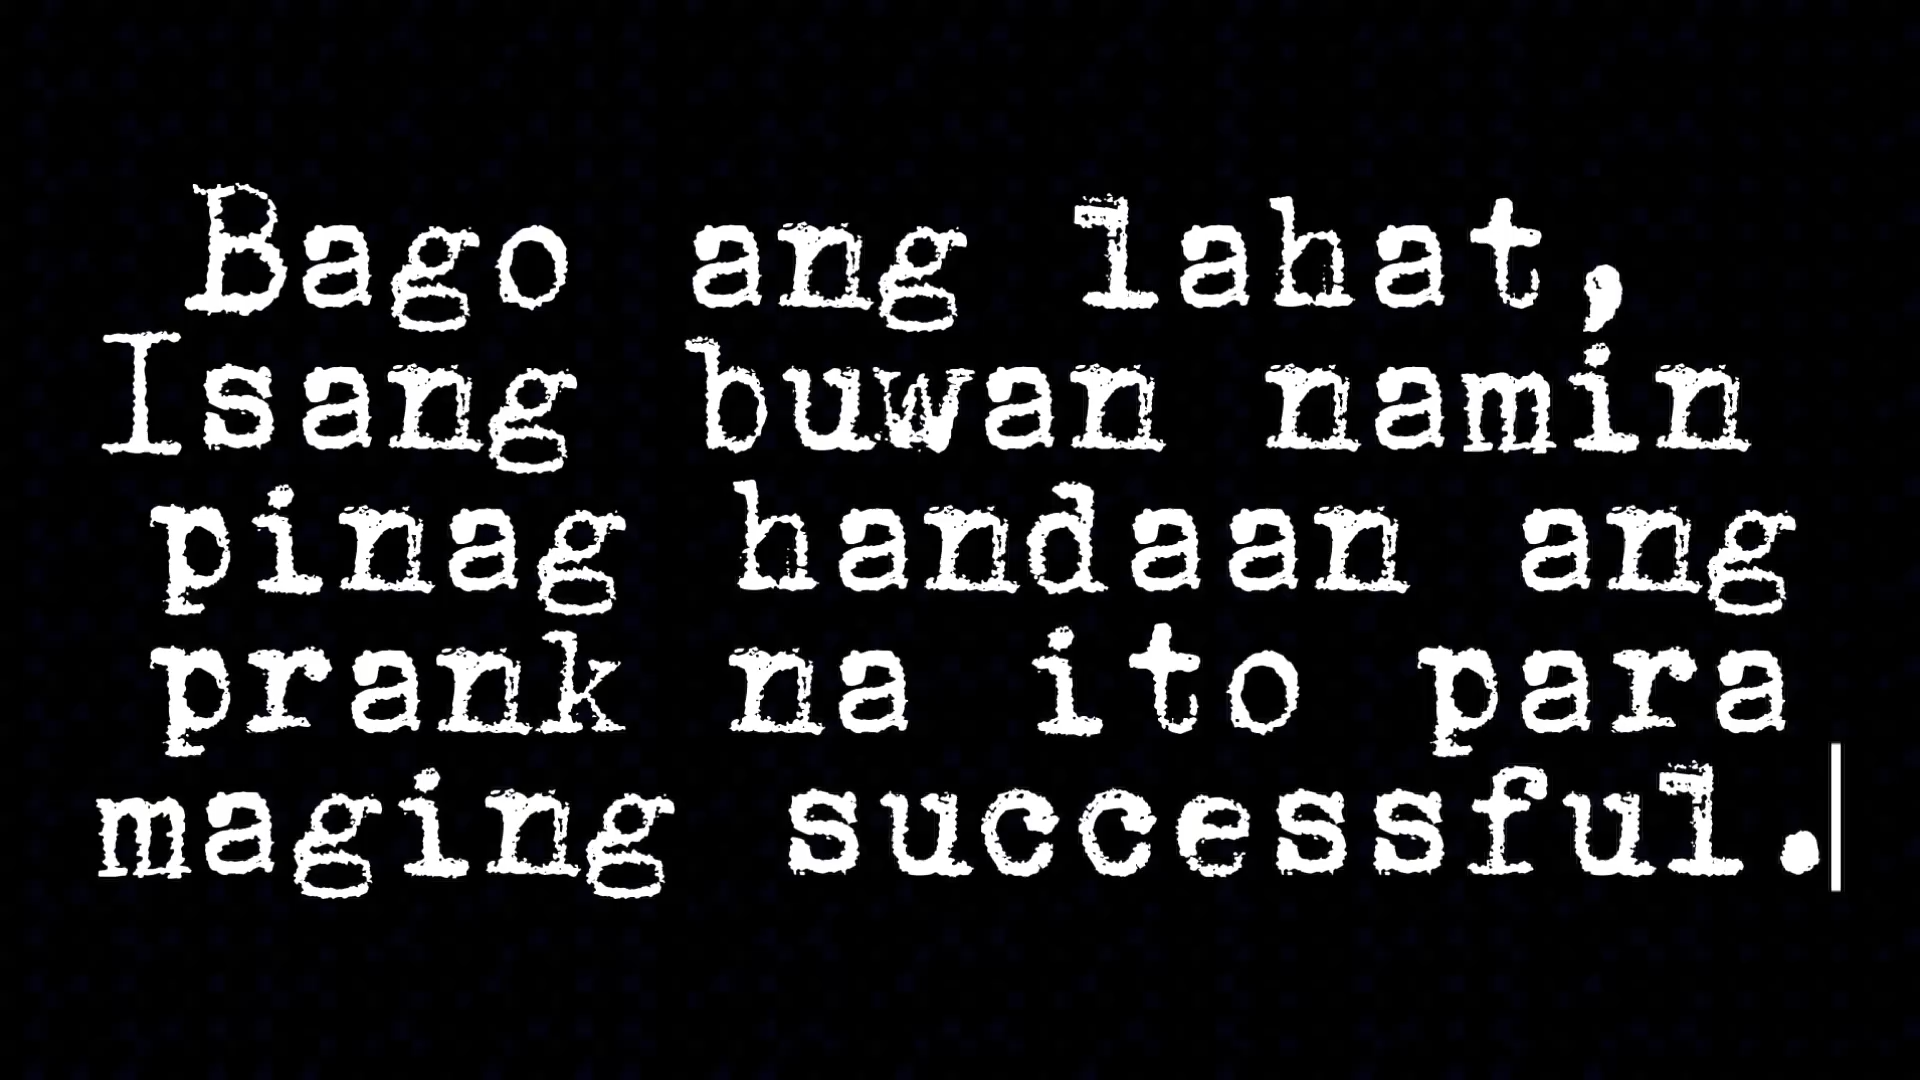 Bago ang lahat,
Isang buwan namin
pinag handaan ang
prank na ito para
maging successful.